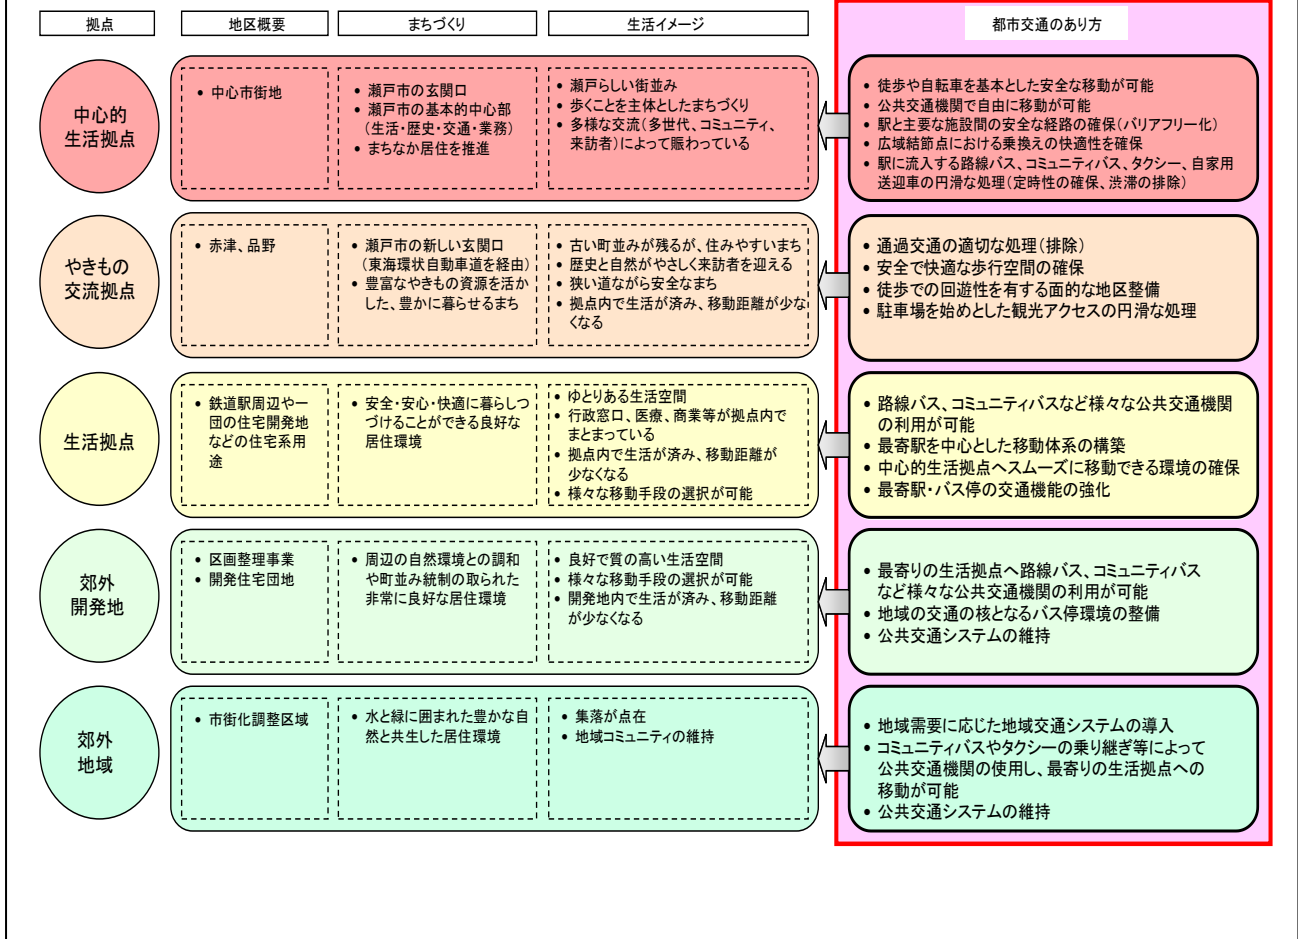 拠点
地区概要
まちづくり
生活イメージ
都市交通のあり方
中心的
生活拠点
• 中心市街地
• 瀬戸市の玄関口
• 瀬戸市の基本的中心部
(生活・歴史・交通・業務)
• まちなか居住を推進
• 瀬戸らしい街並み
• 歩くことを主体としたまちづくり
• 多様な交流(多世代、コミュニティ、
来訪者)によって賑わっている
• 徒歩や自転車を基本とした安全な移動が可能
• 公共交通機関で自由に移動が可能
• 駅と主要な施設間の安全な経路の確保(バリアフリー化)
• 広域結節点における乗換えの快適性を確保
• 駅に流入する路線バス、コミュニティバス、タクシー、自家用
送迎車の円滑な処理(定時性の確保、渋滞の排除)
やきもの
交流拠点
• 赤津、品野
• 瀬戸市の新しい玄関口
(東海環状自動車道を経由)
• 豊富なやきもの資源を活か
した、豊かに暮らせるまち
• 古い町並みが残るが、住みやすいまち
• 歴史と自然がやさしく来訪者を迎える
• 狭い道ながら安全なまち
• 拠点内で生活が済み、移動距離が少な
くなる
• 通過交通の適切な処理(排除)
• 安全で快適な歩行空間の確保
• 徒歩での回遊性を有する面的な地区整備
• 駐車場を始めとした観光アクセスの円滑な処理
生活拠点
• 鉄道駅周辺や一
団の住宅開発地
などの住宅系用
途
• 安全・安心・快適に暮らしつ
づけることができる良好な
居住環境
• ゆとりある生活空間
• 行政窓口、医療、商業等が拠点内で
まとまっている
• 拠点内で生活が済み、移動距離が
少なくなる
• 様々な移動手段の選択が可能
• 路線バス、コミュニティバスなど様々な公共交通機関
の利用が可能
• 最寄駅を中心とした移動体系の構築
• 中心的生活拠点へスムーズに移動できる環境の確保
• 最寄駅・バス停の交通機能の強化
郊外
開発地
• 区画整理事業
• 開発住宅団地
• 周辺の自然環境との調和
や町並み統制の取られた
非常に良好な居住環境
• 良好で質の高い生活空間
• 様々な移動手段の選択が可能
• 開発地内で生活が済み、移動距離
が少なくなる
• 最寄りの生活拠点へ路線バス、コミュニティバス
など様々な公共交通機関の利用が可能
• 地域の交通の核となるバス停環境の整備
• 公共交通システムの維持
郊外
地域
• 市街化調整区域
• 水と緑に囲まれた豊かな自
然と共生した居住環境
• 集落が点在
• 地域コミュニティの維持
• 地域需要に応じた地域交通システムの導入
• コミュニティバスやタクシーの乗り継ぎ等によって
公共交通機関の使用し、最寄りの生活拠点への
移動が可能
• 公共交通システムの維持